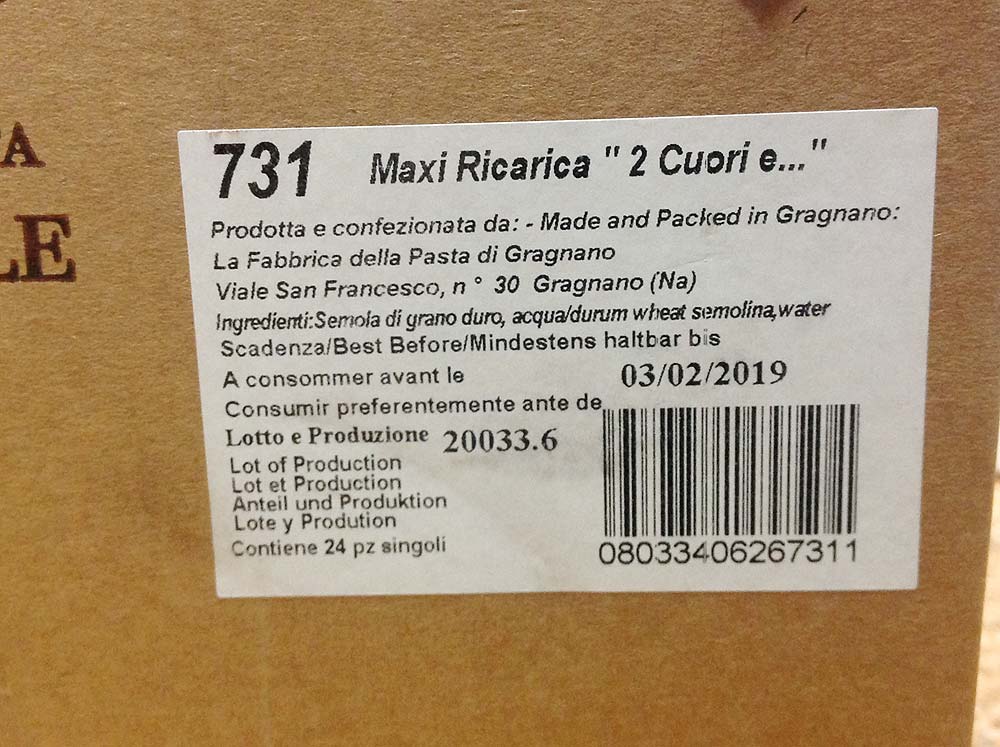 A
LE
731 Maxi Ricarica " 2 Cuori e..."
Prodotta e confezionata da: - Made and Packed in Gragnano:
La Fabbrica della Pasta di Gragnano
Viale San Francesco, n ° 30 Gragnano (Na)
Ingredienti:Semola di grano duro, acqua/durum wheat semolina,water
Scadenza/Best Before/Mindestens haltbar bis
A consommer avant le 03/02/2019
Consumir preferentemente ante de
Lotto e Produzione 20033.6
Lot of Production
Lot et Production
Anteil und Produktion
Lote y Prodution
Contiene 24 pz singoli
08033406267311